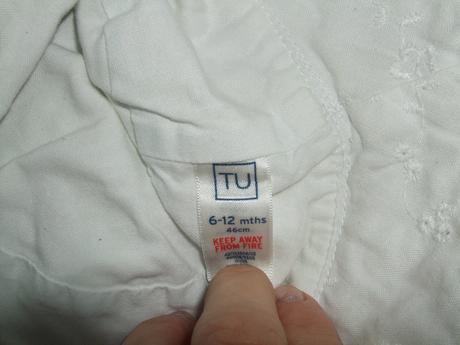 TU
6-12 mths
46cm
KEEP AWAY
FROM FIRE